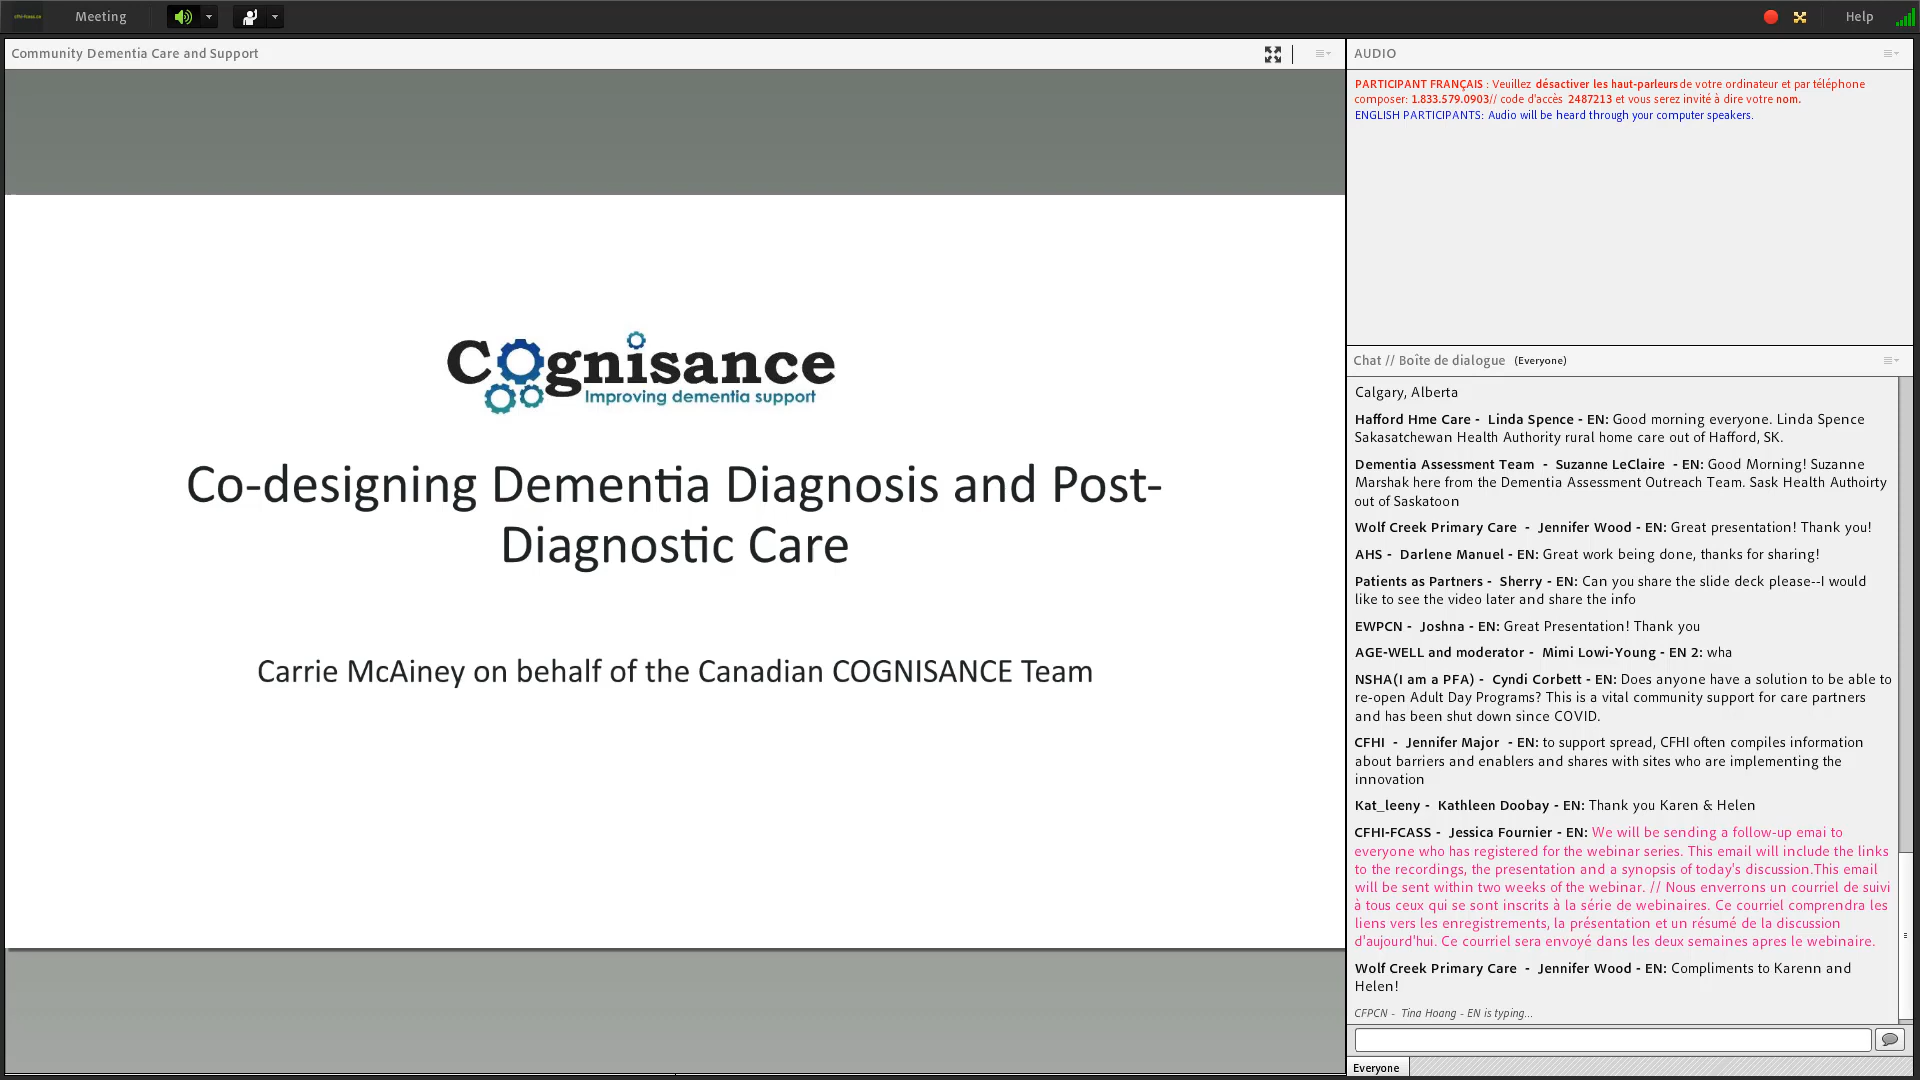 cfhi-fcass.ca
Meeting
Help
Community Dementia Care and Support
Cognisance
Improving dementia support
Co-designing Dementia Diagnosis and Post-
Diagnostic Care
Carrie McAiney on behalf of the Canadian COGNISANCE Team
AUDIO
PARTICIPANT FRANÇAIS : Veuillez désactiver les haut-parleurs de votre ordinateur et par téléphone
composer: 1.833.579.0903// code d'accès 2487213 et vous serez invité à dire votre nom.
ENGLISH PARTICIPANTS: Audio will be heard through your computer speakers.
Chat // Boîte de dialogue (Everyone)
Calgary, Alberta
Hafford Hme Care - Linda Spence - EN: Good morning everyone. Linda Spence
Sakasatchewan Health Authority rural home care out of Hafford, SK.
Dementia Assessment Team - Suzanne LeClaire - EN: Good Morning! Suzanne
Marshak here from the Dementia Assessment Outreach Team. Sask Health Authoirty
out of Saskatoon
Wolf Creek Primary Care - Jennifer Wood - EN: Great presentation! Thank you!
AHS - Darlene Manuel - EN: Great work being done, thanks for sharing!
Patients as Partners - Sherry - EN: Can you share the slide deck please--I would
like to see the video later and share the info
EWPCN - Joshna - EN: Great Presentation! Thank you
AGE-WELL and moderator - Mimi Lowi-Young - EN 2: wha
NSHA(I am a PFA) - Cyndi Corbett - EN: Does anyone have a solution to be able to
re-open Adult Day Programs? This is a vital community support for care partners
and has been shut down since COVID.
CFHI - Jennifer Major - EN: to support spread, CFHI often compiles information
about barriers and enablers and shares with sites who are implementing the
innovation
Kat_leeny - Kathleen Doobay - EN: Thank you Karen & Helen
CFHI-FCASS - Jessica Fournier - EN: We will be sending a follow-up emai to
everyone who has registered for the webinar series. This email will include the links
to the recordings, the presentation and a synopsis of today's discussion.This email
will be sent within two weeks of the webinar. // Nous enverrons un courriel de suivi
à tous ceux qui se sont inscrits à la série de webinaires. Ce courriel comprendra les
liens vers les enregistrements, la présentation et un résumé de la discussion
d'aujourd'hui. Ce courriel sera envoyé dans les deux semaines apres le webinaire.
Wolf Creek Primary Care - Jennifer Wood - EN: Compliments to Karenn and
Helen!
CFPCN - Tina Hoang - EN is typing...
Everyone